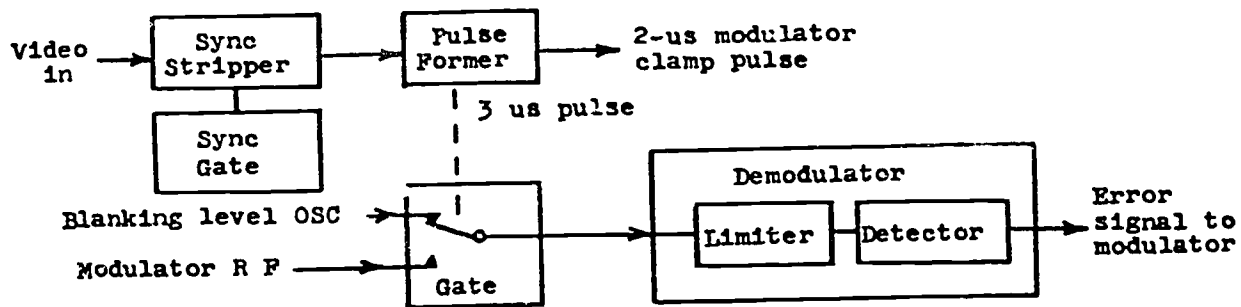 Video
in
Sync
Stripper
Pulse
Former
2-us modulator
clamp pulse
3 us pulse
Sync
Gate
Blanking level OSC
Modulator R F
Gate
Demodulator
Limiter
Detector
Error
signal to
modulator